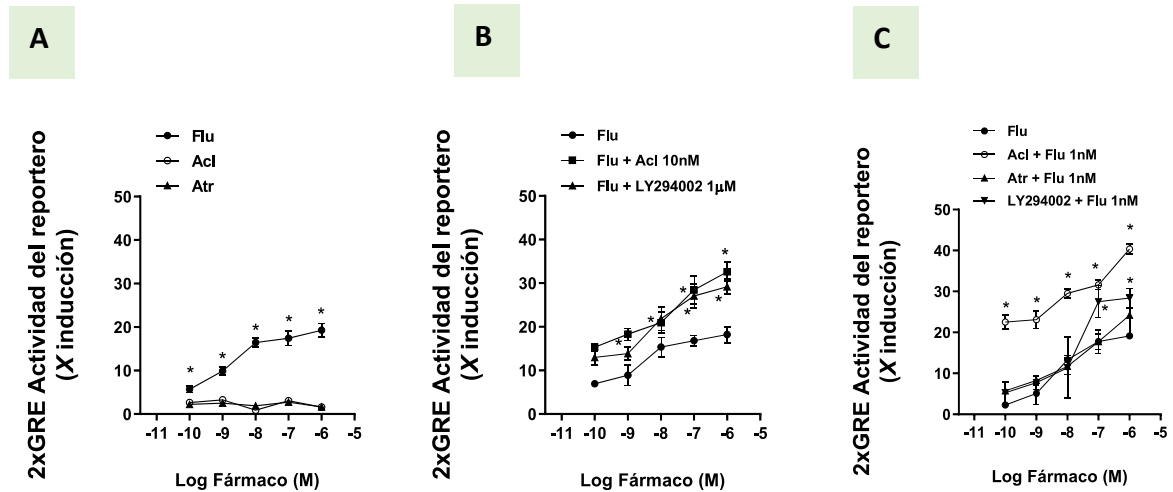 A
2xGRE Actividad del reportero
(X inducción)
Flu
Acl
Atr
50
40
30
20
10
0
* * * * *
-11 -10 -9 -8 -7 -6 -5
Log Fármaco (M)
B
2xGRE Actividad del reportero
(X inducción)
Flu
Flu + Acl 10nM
Flu + LY294002 1μM
50
40
30
20
10
0
* * * * * *
-11 -10 -9 -8 -7 -6 -5
Log Fármaco (M)
C
2xGRE Actividad del reportero
(X inducción)
Flu
Acl + Flu 1nM
Atr + Flu 1nM
LY294002 + Flu 1nM
50
40
30
20
10
0
* * * * * * *
-11 -10 -9 -8 -7 -6 -5
Log Fármaco (M)